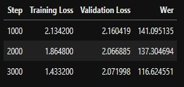 Step Training Loss Validation Loss Wer
1000 2.134200 2.160419 141.095135
2000 1.864800 2.066885 137.304694
3000 1.433200 2.071998 116.624551